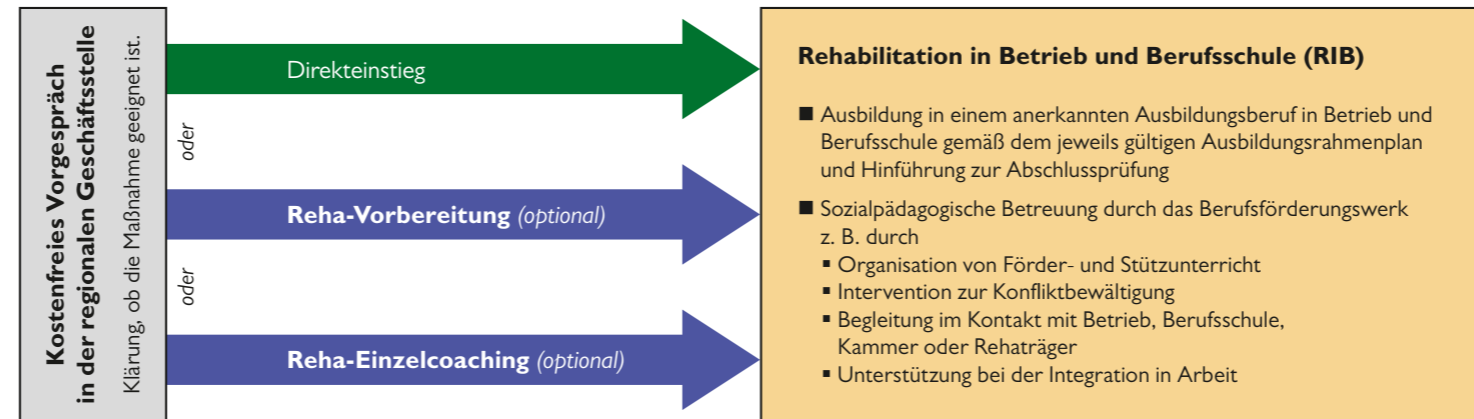 Kostenfreies Vorgespräch
in der regionalen Geschäftsstelle
Klärung, ob die Maßnahme geeignet ist.
Direkteinstieg
oder
Reha-Vorbereitung (optional)
oder
Reha-Einzelcoaching (optional)
Rehabilitation in Betrieb und Berufsschule (RIB)
■ Ausbildung in einem anerkannten Ausbildungsberuf in Betrieb und
Berufsschule gemäß dem jeweils gültigen Ausbildungsrahmenplan
und Hinführung zur Abschlussprüfung
■ Sozialpädagogische Betreuung durch das Berufsförderungswerk
z. B. durch
▪ Organisation von Förder- und Stützunterricht
▪ Intervention zur Konfliktbewältigung
▪ Begleitung im Kontakt mit Betrieb, Berufsschule,
Kammer oder Rehaträger
▪ Unterstützung bei der Integration in Arbeit